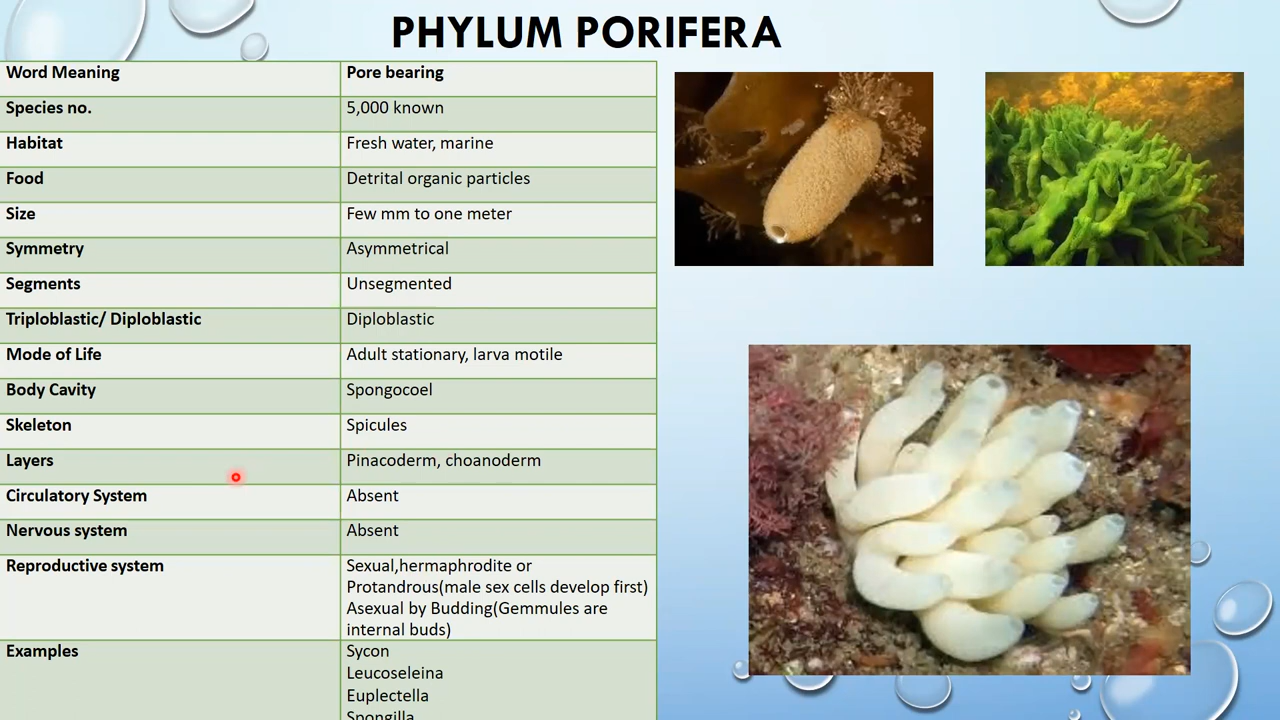 PHYLUM PORIFERA
Word Meaning Pore bearing
Species no. 5,000 known
Habitat Fresh water, marine
Food Detrital organic particles
Size Few mm to one meter
Symmetry Asymmetrical
Segments Unsegmented
Triploblastic/ Diploblastic Diploblastic
Mode of Life Adult stationary, larva motile
Body Cavity Spongocoel
Skeleton Spicules
Layers Pinacoderm, choanoderm
Circulatory System Absent
Nervous system Absent
Reproductive system Sexual,hermaphrodite or
Protandrous(male sex cells develop first)
Asexual by Budding(Gemmules are
internal buds)
Examples Sycon
Leucoseleina
Euplectella
Spongilla